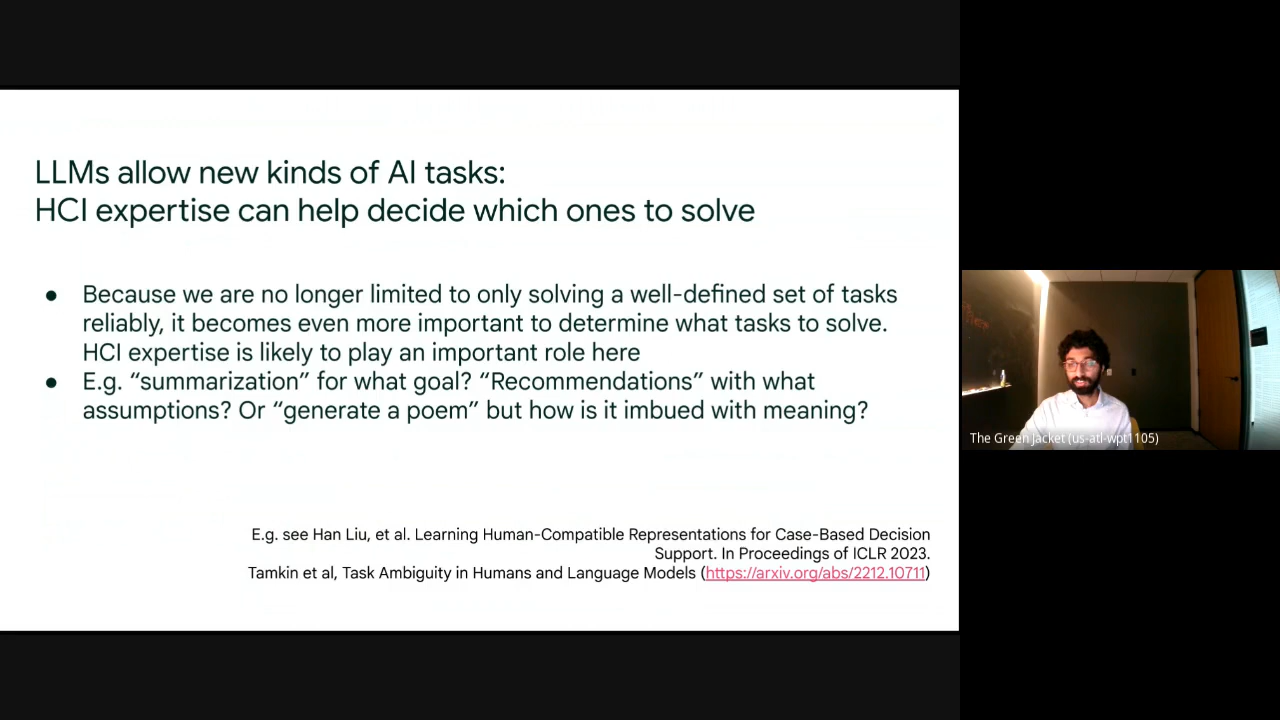 LLMs allow new kinds of AI tasks:
HCI expertise can help decide which ones to solve
● Because we are no longer limited to only solving a well-defined set of tasks
reliably, it becomes even more important to determine what tasks to solve.
HCI expertise is likely to play an important role here
● E.g. “summarization” for what goal? “Recommendations” with what
assumptions? Or “generate a poem” but how is it imbued with meaning?
E.g. see Han Liu, et al. Learning Human-Compatible Representations for Case-Based Decision
Support. In Proceedings of ICLR 2023.
Tamkin et al, Task Ambiguity in Humans and Language Models (https://arxiv.org/abs/2212.10711)
The Green Jacket (us-atl-wpt1105)